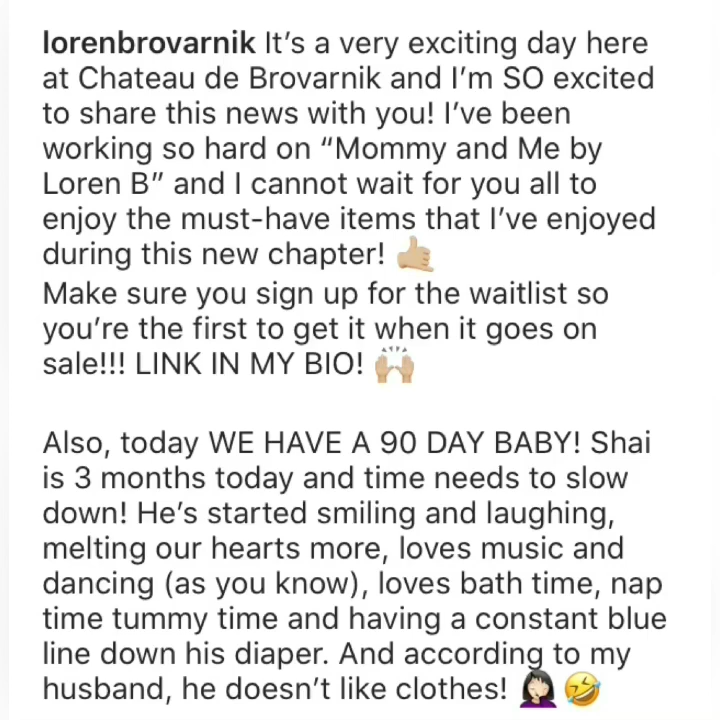 lorenbrovarnik It’s a very exciting day here
at Chateau de Brovarnik and I’m SO excited
to share this news with you! I’ve been
working so hard on “Mommy and Me by
Loren B” and I cannot wait for you all to
enjoy the must-have items that I’ve enjoyed
during this new chapter! 🤙🏼
Make sure you sign up for the waitlist so
you’re the first to get it when it goes on
sale!!! LINK IN MY BIO! 🙌🏼
Also, today WE HAVE A 90 DAY BABY! Shai
is 3 months today and time needs to slow
down! He’s started smiling and laughing,
melting our hearts more, loves music and
dancing (as you know), loves bath time, nap
time tummy time and having a constant blue
line down his diaper. And according to my
husband, he doesn’t like clothes! 🤦🏻‍♀️🤣